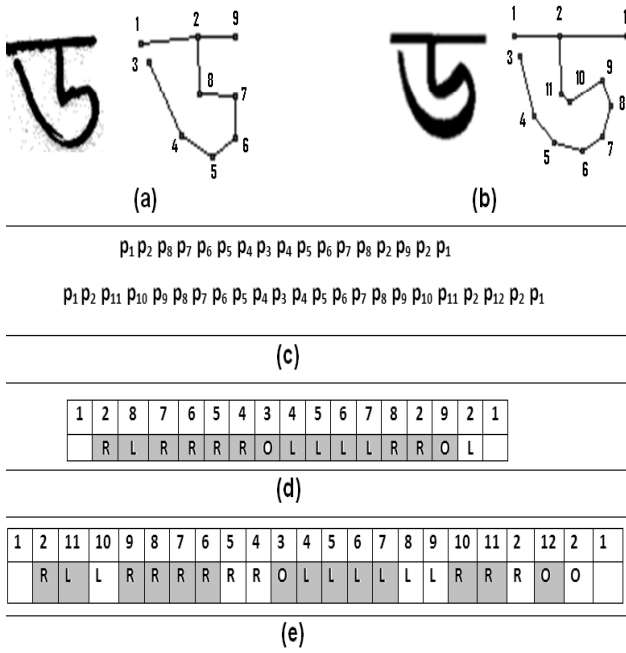 ড 1 2 9
3
8
7
4 6
5
(a)
ড 1 2 1
3
9
10
11 8
4
7
5
6
(b)
p₁ p₂ p₈ p₇ p₆ p₅ p₄ p₃ p₄ p₅ p₆ p₇ p₈ p₂ p₉ p₂ p₁
p₁ p₂ p₁₁ p₁₀ p₉ p₈ p₇ p₆ p₅ p₄ p₃ p₄ p₅ p₆ p₇ p₈ p₉ p₁₀ p₁₁ p₂ p₁₂ p₂ p₁
(c)
1 2 8 7 6 5 4 3 4 5 6 7 8 2 9 2 1
R L R R R R O L L L L R R O L
(d)
1 2 11 10 9 8 7 6 5 4 3 4 5 6 7 8 9 10 11 2 12 2 1
R L L R R R R R R O L L L L L L R R R O O
(e)